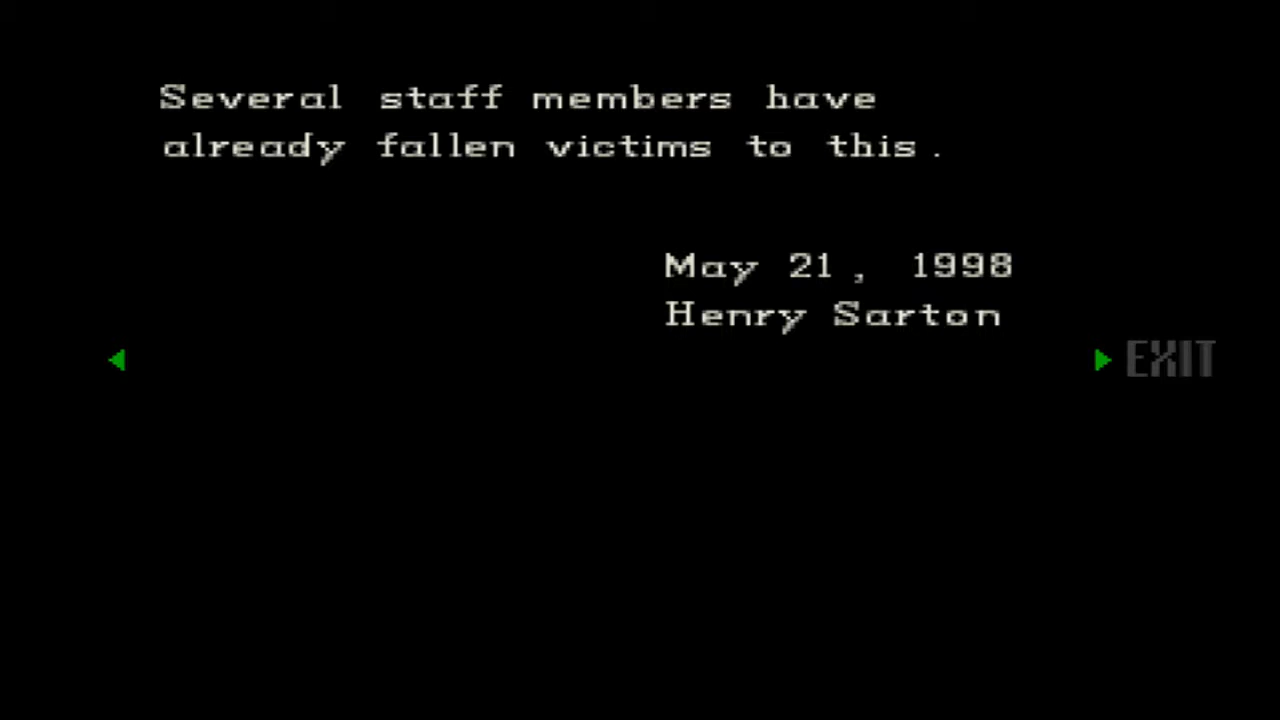 Several staff members have
already fallen victims to this.
May 21, 1998
Henry Sarton
EXIT